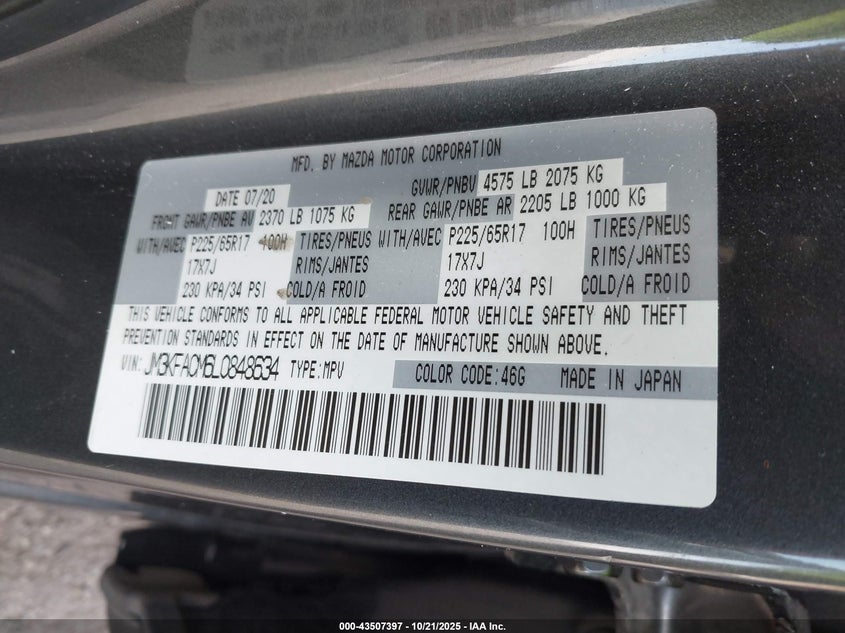 MFD. BY MAZDA MOTOR CORPORATION
DATE 07/20 GVWR/PNBV 4575 LB 2075 KG
FRONT GAWR/PNBE AV 2370 LB 1075 KG REAR GAWR/PNBE AR 2205 LB 1000 KG
WITH/AVEC P225/65R17 100H TIRES/PNEUS WITH/AVEC P225/65R17 100H TIRES/PNEUS
17X7J RIMS/JANTES 17X7J RIMS/JANTES
230 KPA/34 PSI COLD/A FROID 230 KPA/34 PSI COLD/A FROID
THIS VEHICLE CONFORMS TO ALL APPLICABLE FEDERAL MOTOR VEHICLE SAFETY AND THEFT
PREVENTION STANDARDS IN EFFECT ON THE DATE OF MANUFACTURE SHOWN ABOVE.
VIN: JM3KFACM6L0848634 TYPE:MPV COLOR CODE:46G MADE IN JAPAN
000-43507397 - 10/21/2025 - IAA Inc.